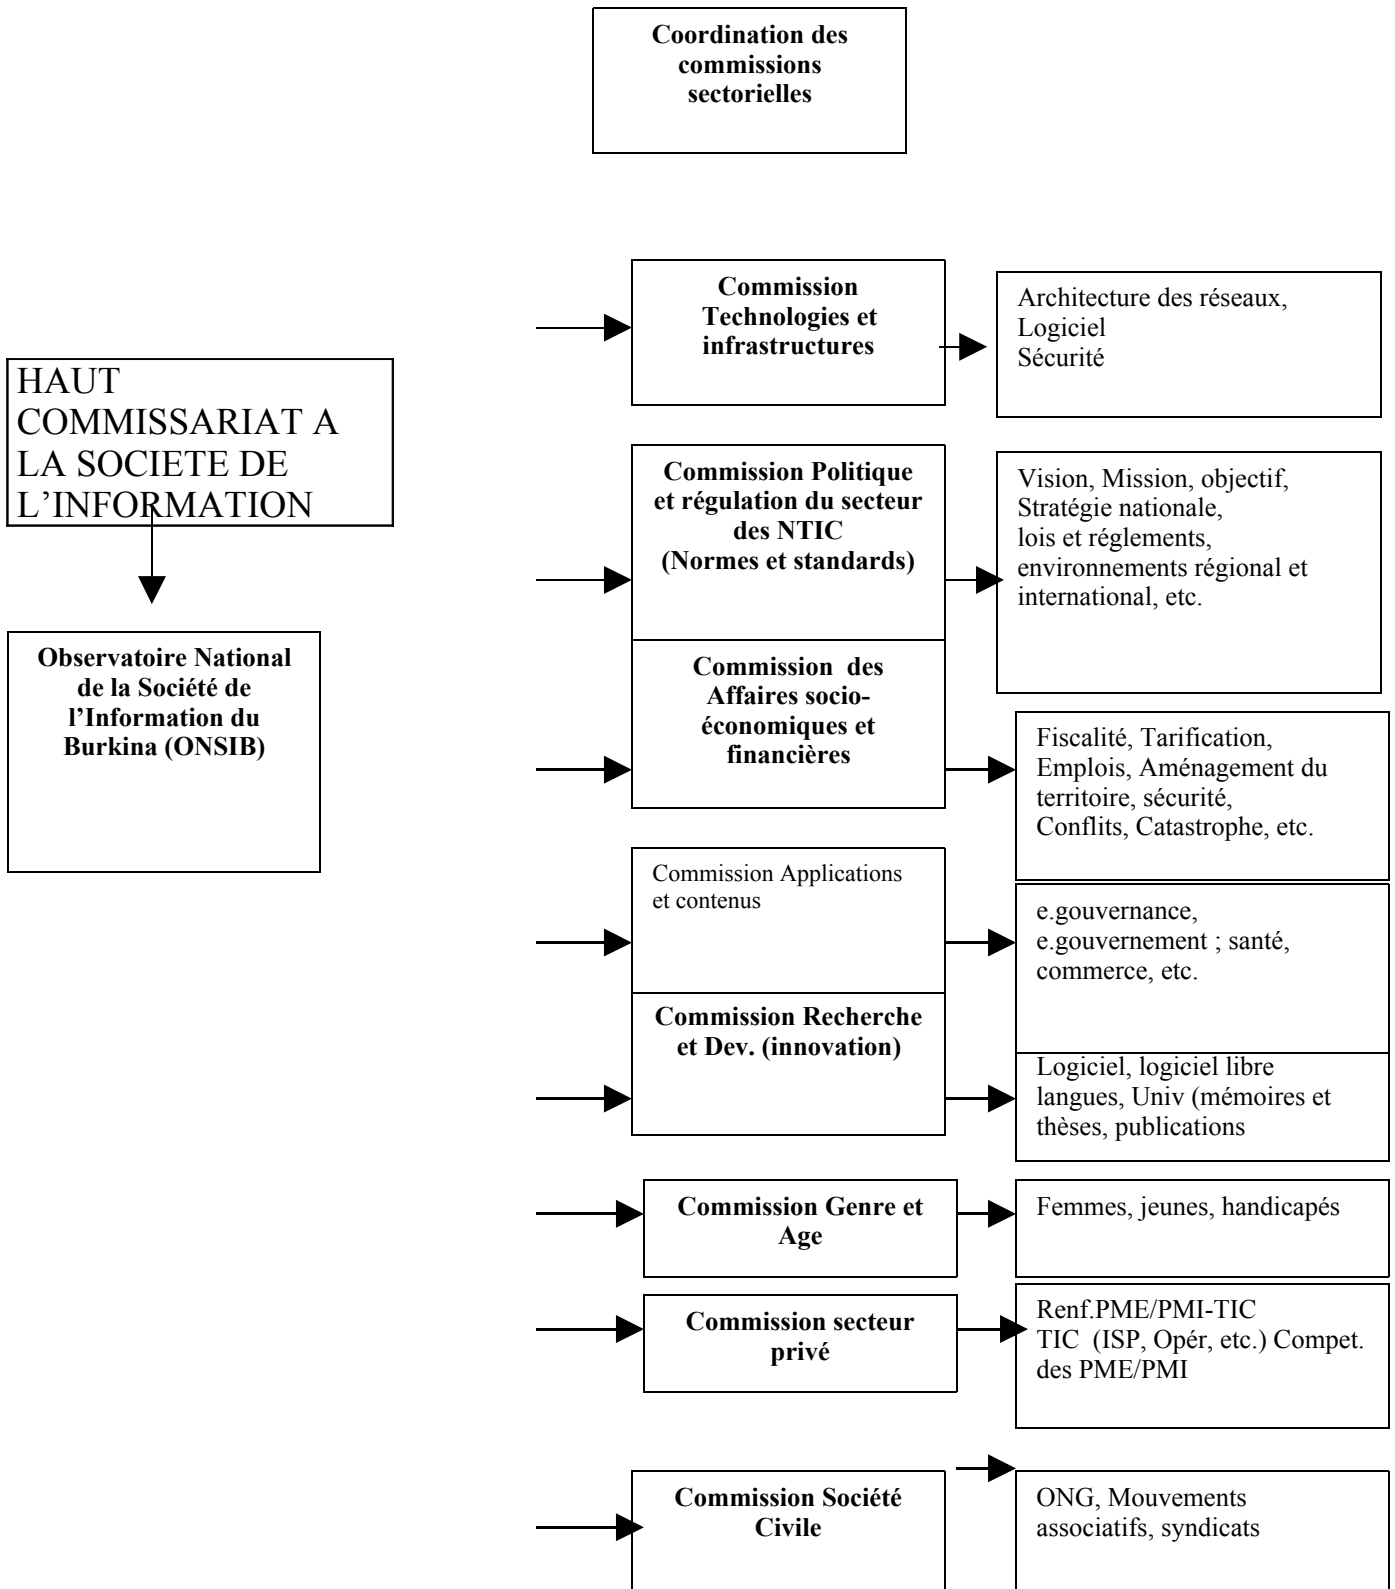 Coordination des
commissions
sectorielles
HAUT
COMMISSARIAT A
LA SOCIETE DE
L’INFORMATION
Observatoire National
de la Société de
l’Information du
Burkina (ONSIB)
Commission
Technologies et
infrastructures
Architecture des réseaux,
Logiciel
Sécurité
Commission Politique
et régulation du secteur
des NTIC
(Normes et standards)
Vision, Mission, objectif,
Stratégie nationale,
lois et réglements,
environnements régional et
international, etc.
Commission des
Affaires socio-
économiques et
financières
Fiscalité, Tarification,
Emplois, Aménagement du
territoire, sécurité,
Conflits, Catastrophe, etc.
Commission Applications
et contenus
e.gouvernance,
e.gouvernement ; santé,
commerce, etc.
Commission Recherche
et Dev. (innovation)
Logiciel, logiciel libre
langues, Univ (mémoires et
thèses, publications
Commission Genre et
Age
Femmes, jeunes, handicapés
Commission secteur
privé
Renf.PME/PMI-TIC
TIC (ISP, Opér, etc.) Compet.
des PME/PMI
Commission Société
Civile
ONG, Mouvements
associatifs, syndicats